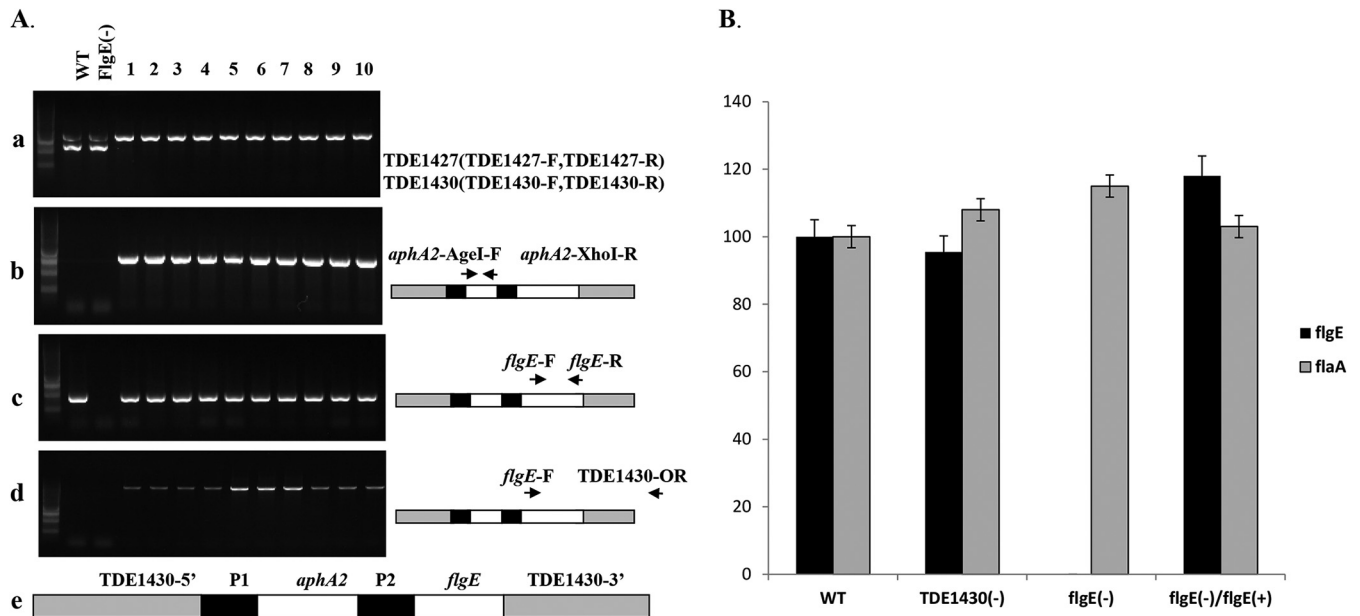 A.
WT FlgE(-) 1 2 3 4 5 6 7 8 9 10
a
TDE1427(TDE1427-F,TDE1427-R)
TDE1430(TDE1430-F,TDE1430-R)
b
aphA2-AgeI-F aphA2-XhoI-R
c
flgE-F flgE-R
d
flgE-F TDE1430-OR
TDE1430-5’ P1 aphA2 P2 flgE TDE1430-3’
e
B.
140
120
100
80
60
40
20
0
WT TDE1430(-) flgE(-) flgE(-)/flgE(+)
flgE
flaA